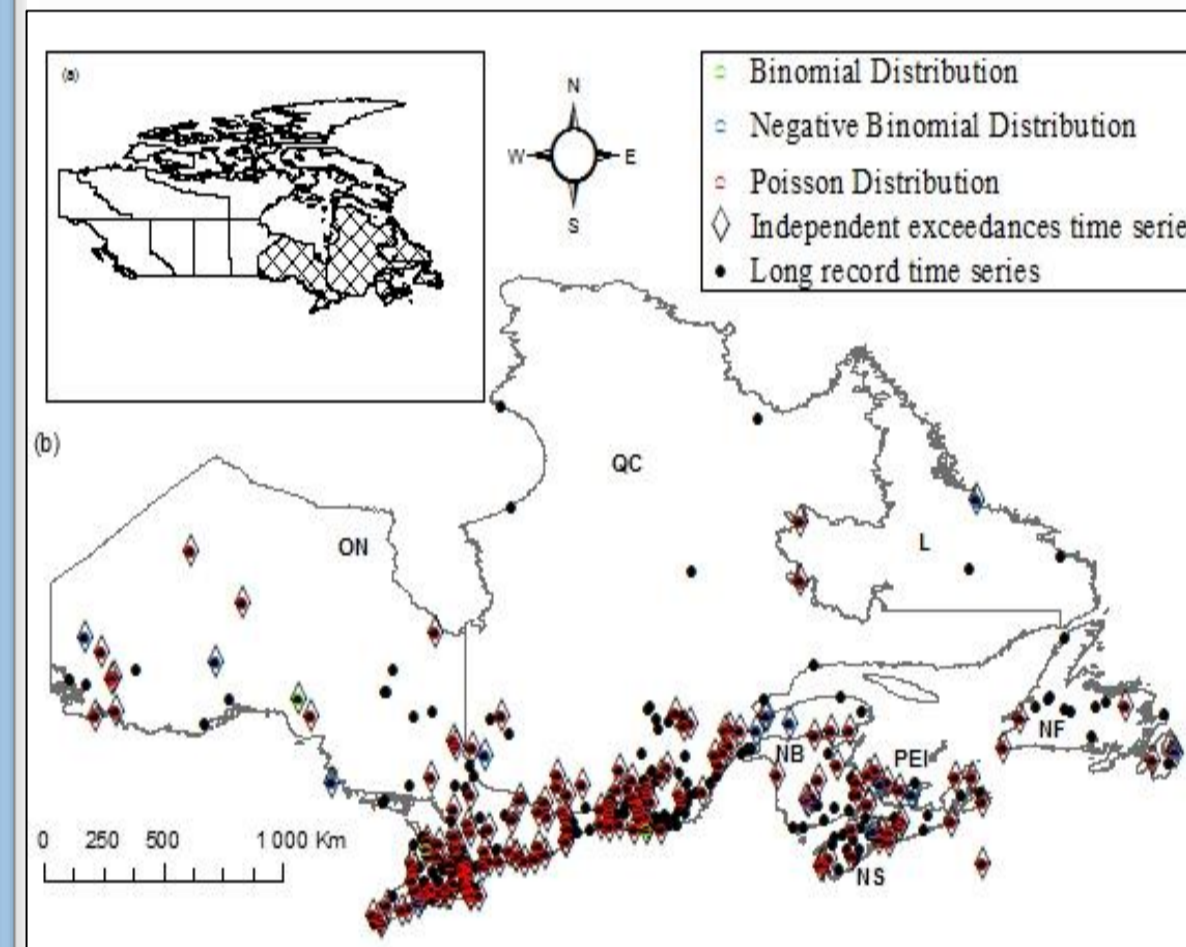 (a)
N
W E
S
Binomial Distribution
Negative Binomial Distribution
Poisson Distribution
Independent exceedances time serie
Long record time series
(b)
QC
ON
L
NF
NB
PEI
NS
0 250 500 1 000 Km